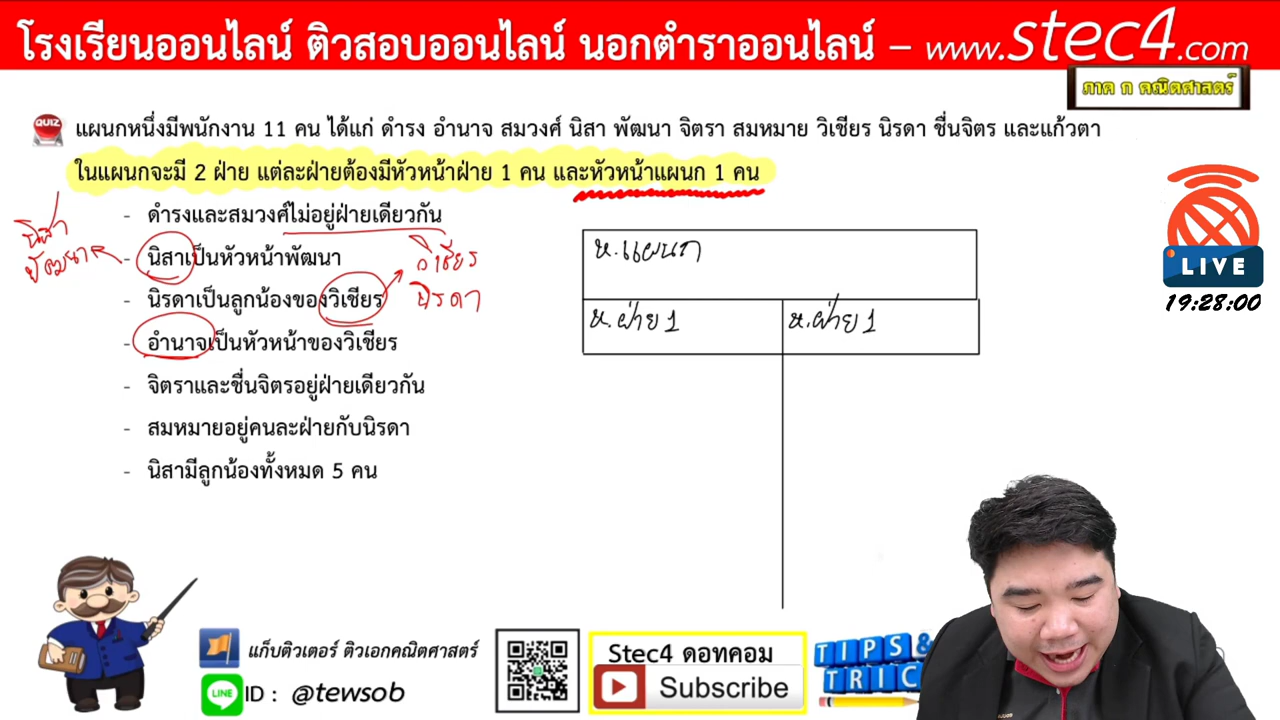 โรงเรียนออนไลน์ ติวสอบออนไลน์ นอกตำราออนไลน์ – www.stec4.com
ภาค ก คณิตศาสตร์
QUIZ
แผนกหนึ่งมีพนักงาน 11 คน ได้แก่ ดำรง อำนาจ สมวงศ์ นิสา พัฒนา จิตรา สมหมาย วิเชียร นิรดา ชื่นจิตร และแก้วตา
ในแผนกจะมี 2 ฝ่าย แต่ละฝ่ายต้องมีหัวหน้าฝ่าย 1 คน และหัวหน้าแผนก 1 คน
- ดำรงและสมวงศ์ไม่อยู่ฝ่ายเดียวกัน
นิสา
พัฒนา
- นิสาเป็นหัวหน้าพัฒนา
วิเชียร
- นิรดาเป็นลูกน้องของวิเชียร
นิรดา
- อำนาจเป็นหัวหน้าของวิเชียร
- จิตราและชื่นจิตรอยู่ฝ่ายเดียวกัน
- สมหมายอยู่คนละฝ่ายกับนิรดา
- นิสามีลูกน้องทั้งหมด 5 คน
ห.แผนก
ห.ฝ่าย 1
ห.ฝ่าย 1
LIVE
19:28:00
แก็บติวเตอร์ ติวเอกคณิตศาสตร์
LINE
ID : @tewsob
Stec4 ดอทคอม
Subscribe
TIPS &
TRIC